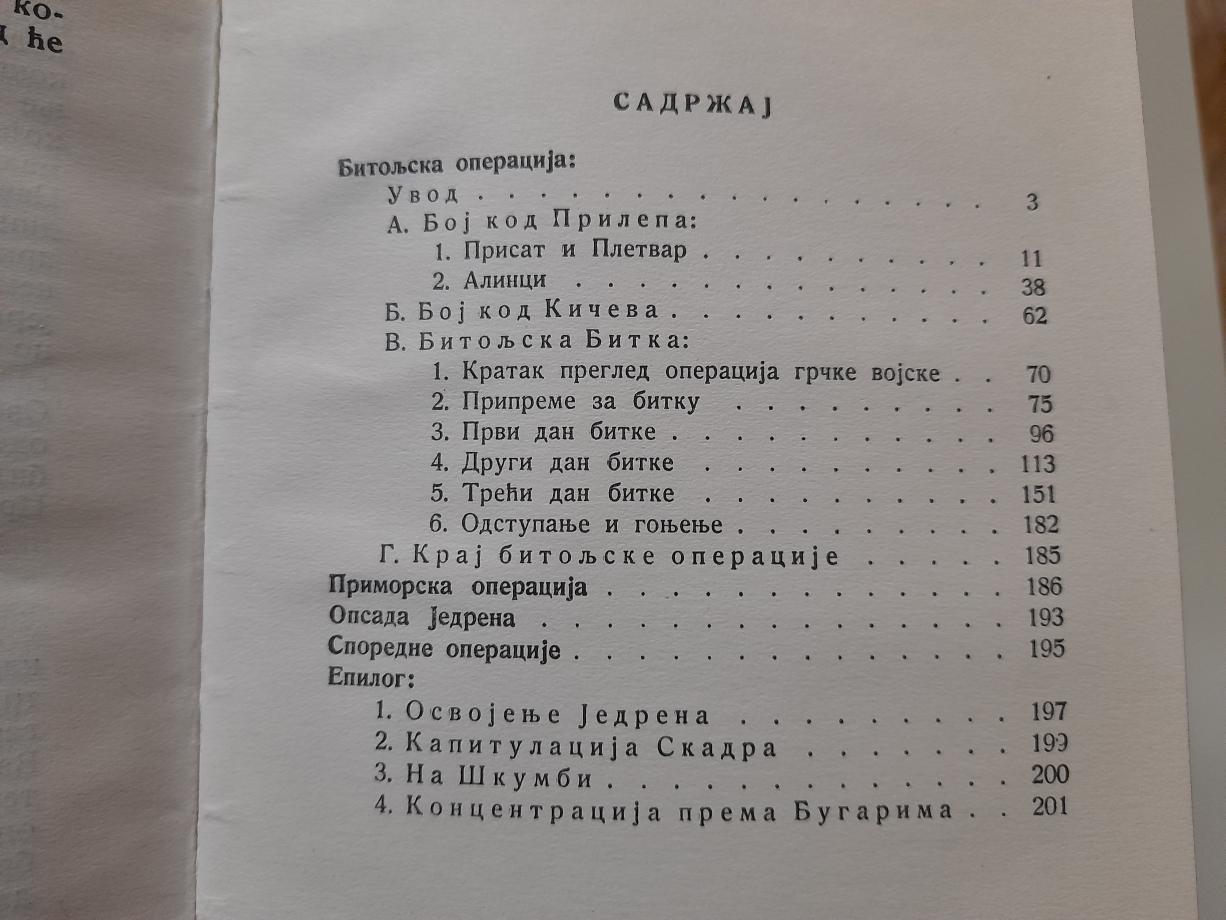 ко-
ће
САДРЖАЈ
Битољска операција:
Увод . . . . . . . . . . . . . . . . . 3
А. Бој код Прилепа:
1. Присат и Плетвар . . . . . . . . . . 11
2. Алинци . . . . . . . . . . . . . . 38
Б. Бој код Кичева . . . . . . . . . . . 62
В. Битољска Битка:
1. Кратак преглед операција грчке војске . . 70
2. Припреме за битку . . . . . . . . . 75
3. Први дан битке . . . . . . . . . . . 96
4. Други дан битке . . . . . . . . . . 113
5. Трећи дан битке . . . . . . . . . . 151
6. Одступање и гоњење . . . . . . . . . 182
Г. Крај битољске операције . . . . . 185
Приморска операција . . . . . . . . . . . . . 186
Опсада Једрена . . . . . . . . . . . . . . . 193
Споредне операције . . . . . . . . . . . . . . 195
Епилог:
1. Освојење Једрена . . . . . . . . . 197
2. Капитулација Скадра . . . . . . . 199
3. На Шкумби . . . . . . . . . . . . . 200
4. Концентрација према Бугарима . . 201